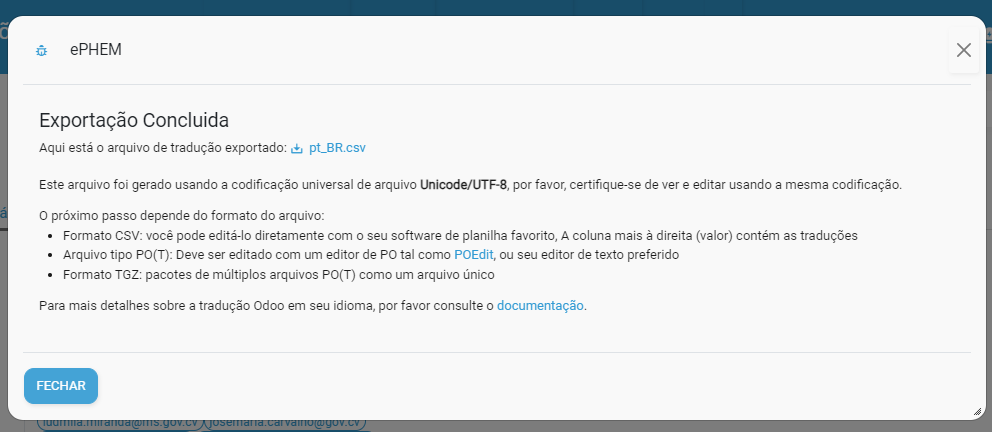 ePHEM
Exportação Concluida
Aqui está o arquivo de tradução exportado: pt_BR.csv
Este arquivo foi gerado usando a codificação universal de arquivo Unicode/UTF-8, por favor, certifique-se de ver e editar usando a mesma codificação.
O próximo passo depende do formato do arquivo:
• Formato CSV: você pode editá-lo diretamente com o seu software de planilha favorito, A coluna mais à direita (valor) contém as traduções
• Arquivo tipo PO(T): Deve ser editado com um editor de PO tal como POEdit, ou seu editor de texto preferido
• Formato TGZ: pacotes de múltiplos arquivos PO(T) como um arquivo único
Para mais detalhes sobre a tradução Odoo em seu idioma, por favor consulte o documentação.
FECHAR
ludmila.miranda@ms.gov.cv josemaria.carvalho@gov.cv